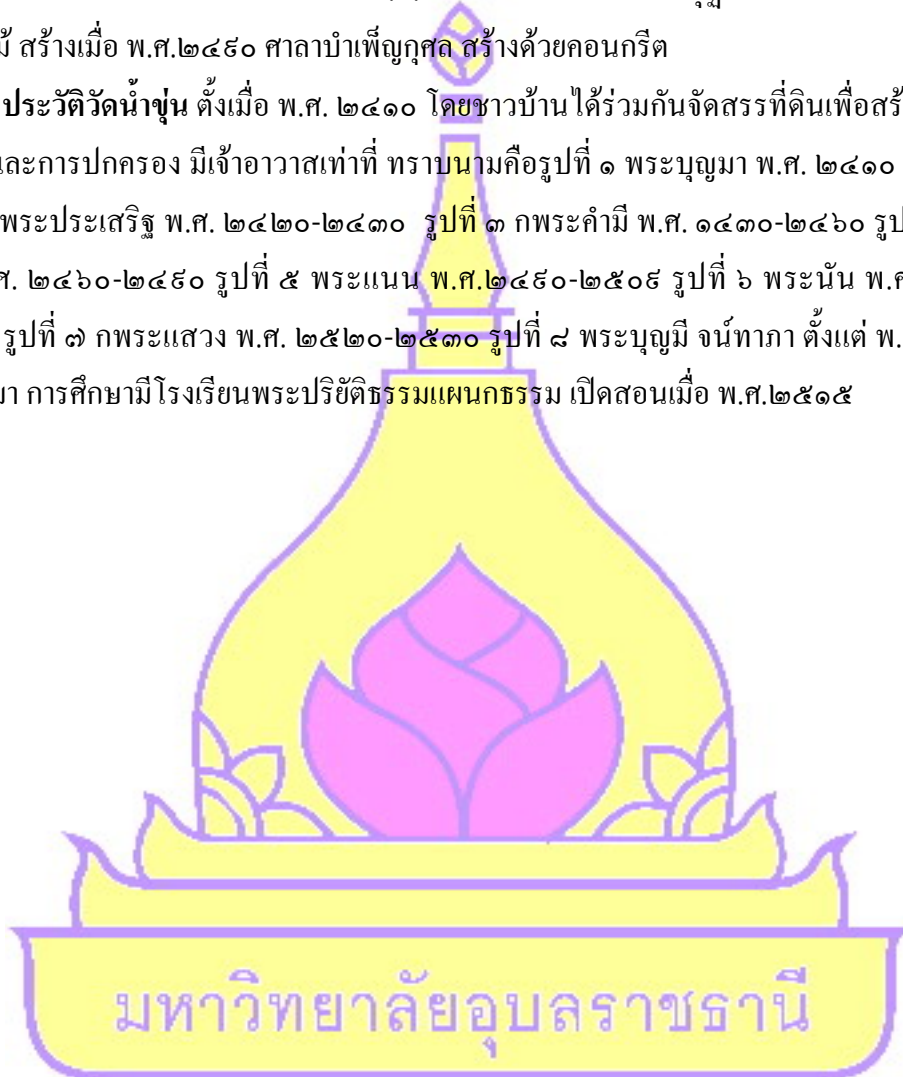 ม้ สร้างเมื่อ พ.ศ.๒๔๙๐ ศาลาบำเพ็ญกุศล สร้างด้วยคอนกรีต
ประวัติวัดน้ำขุ่น ตั้งเมื่อ พ.ศ. ๒๔๑๐ โดยชาวบ้านได้ร่วมกันจัดสรรที่ดินเพื่อสร้
และการปกครอง มีเจ้าอาวาสเท่าที่ ทราบนามคือรูปที่ ๑ พระบุญมา พ.ศ. ๒๔๑๐
พระประเสริฐ พ.ศ. ๒๔๒๐-๒๔๓๐ รูปที่ ๓ กพระคำมี พ.ศ. ๑๔๓๐-๒๔๖๐ รูป
ศ. ๒๔๖๐-๒๔๙๐ รูปที่ ๕ พระแนน พ.ศ.๒๔๙๐-๒๕๐๙ รูปที่ ๖ พระนัน พ.ศ
รูปที่ ๗ กพระแสวง พ.ศ. ๒๕๒๐-๒๕๓๐ รูปที่ ๘ พระบุญมี จน์ทาภา ตั้งแต่ พ.
มา การศึกษามีโรงเรียนพระปริยัติธรรมแผนกธรรม เปิดสอนเมื่อ พ.ศ.๒๕๑๕
มหาวิทยาลัยอุบลราชธานี